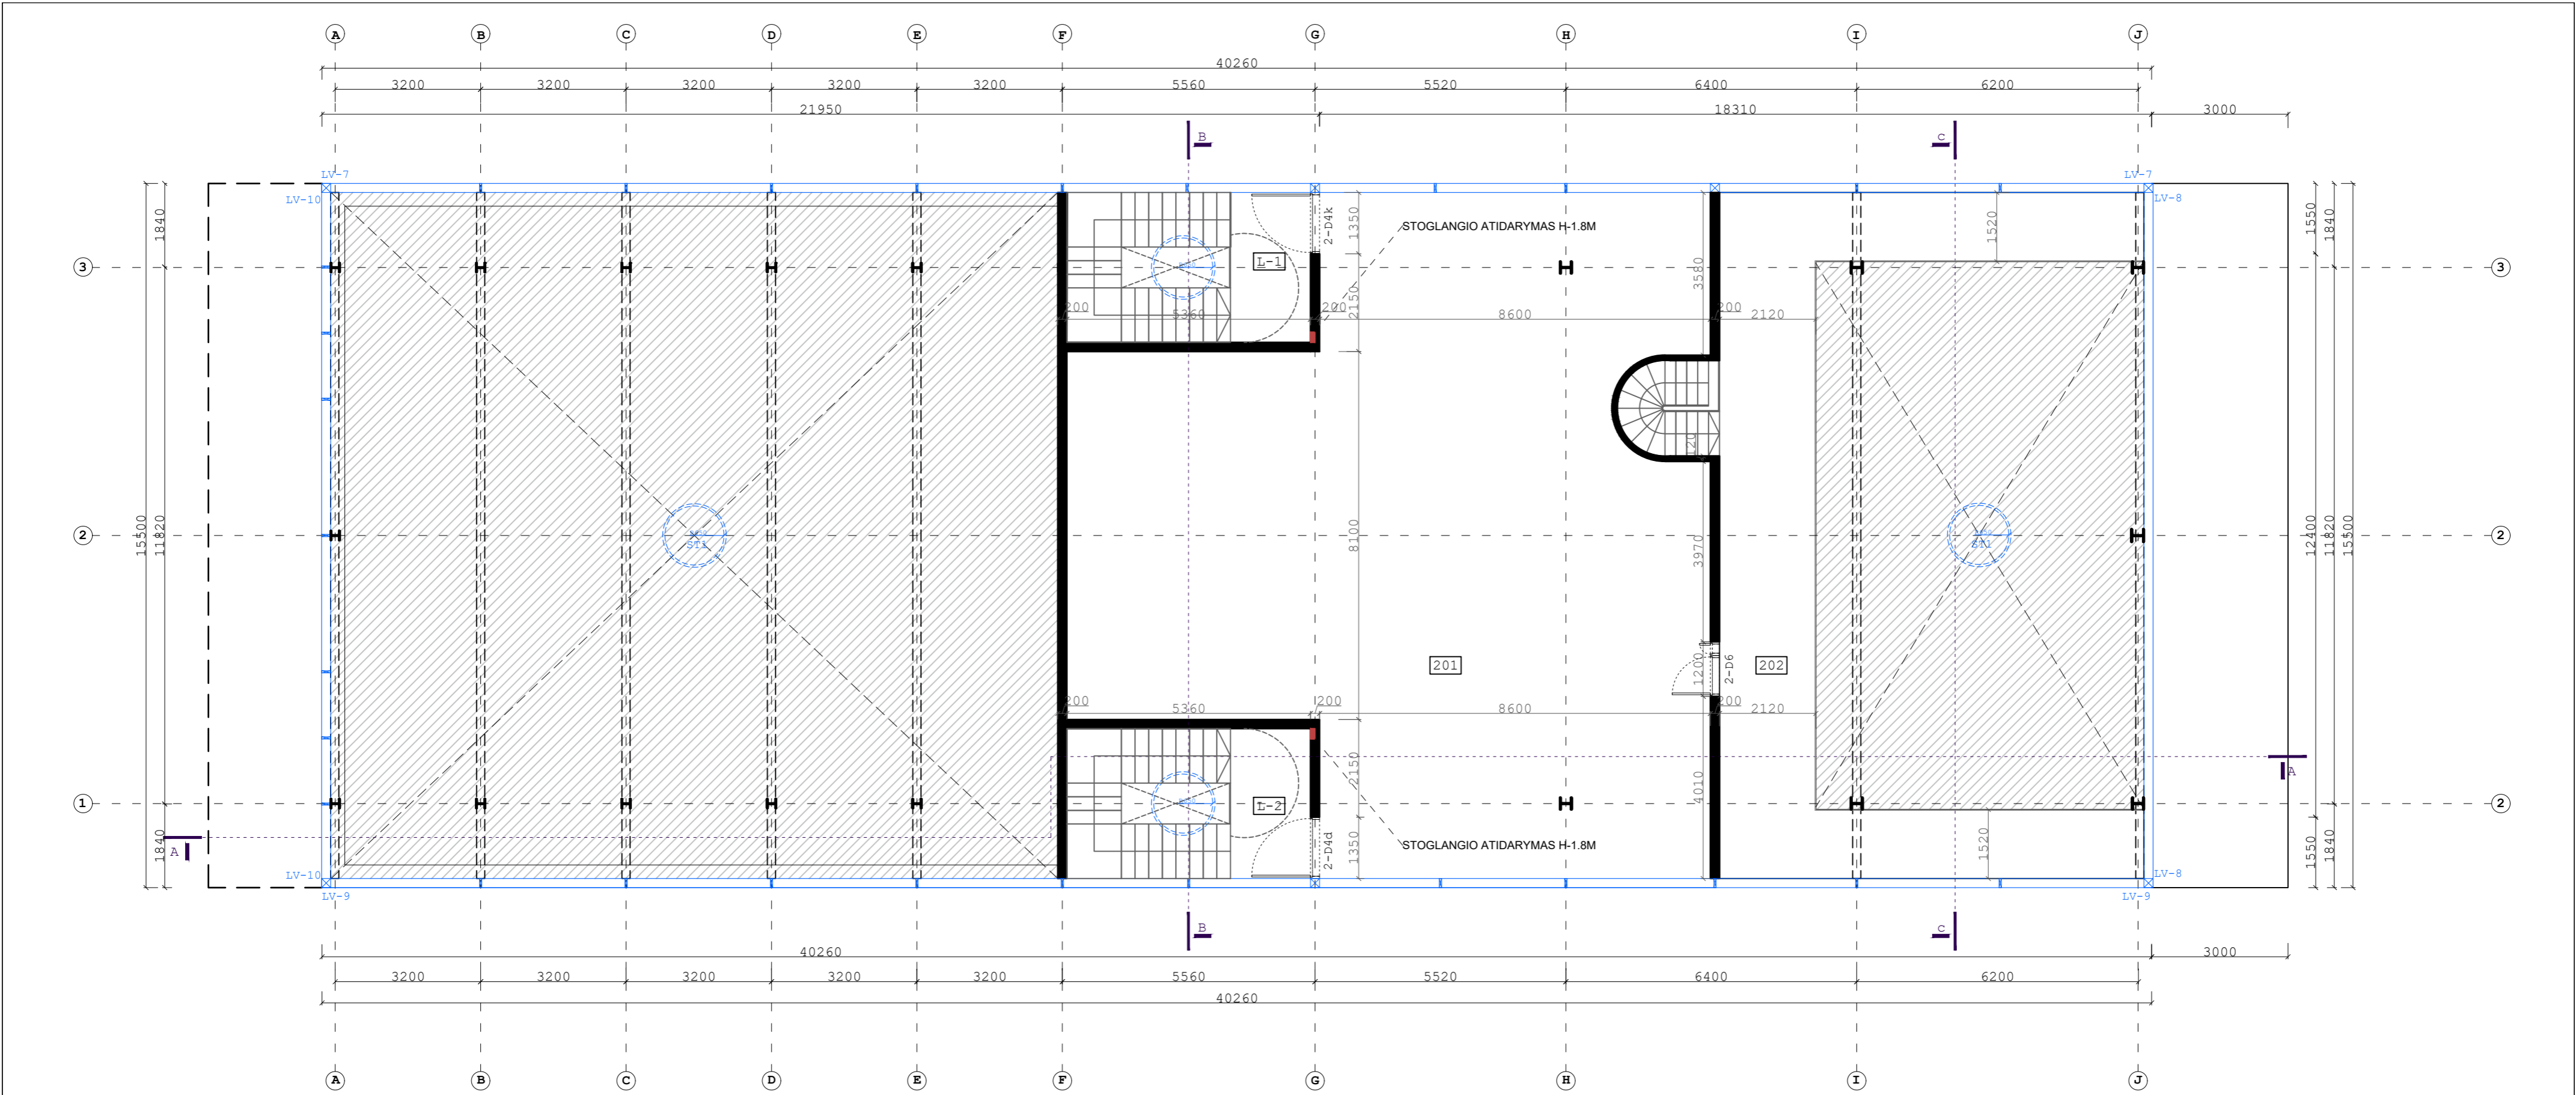 A B C D E F G H I J
40260
3200 3200 3200 3200 3200 5560 5520 6400 6200
21950 18310 3000
B c
LV-7 LV-7
LV-10 LV-8
1840 1350 2-D4k STOGLANGIO ATIDARYMAS H-1.8M 1520 1550 1840
3 L-1 3
3580
200 5360 200 2150 8600 200 2120
120
2 15500 11820 ST1 8100 3970 ST1 12400 11820 15500 2
201 1200 2-D6 202
200 5360 200 8600 200 2120
2150 4010 A
1 L-2 2
A 1840 1350 2-D4d STOGLANGIO ATIDARYMAS H-1.8M 1520 1550 1840
LV-10 LV-8
LV-9 LV-9
B c
40260 3000
3200 3200 3200 3200 3200 5560 5520 6400 6200
40260
A B C D E F G H I J